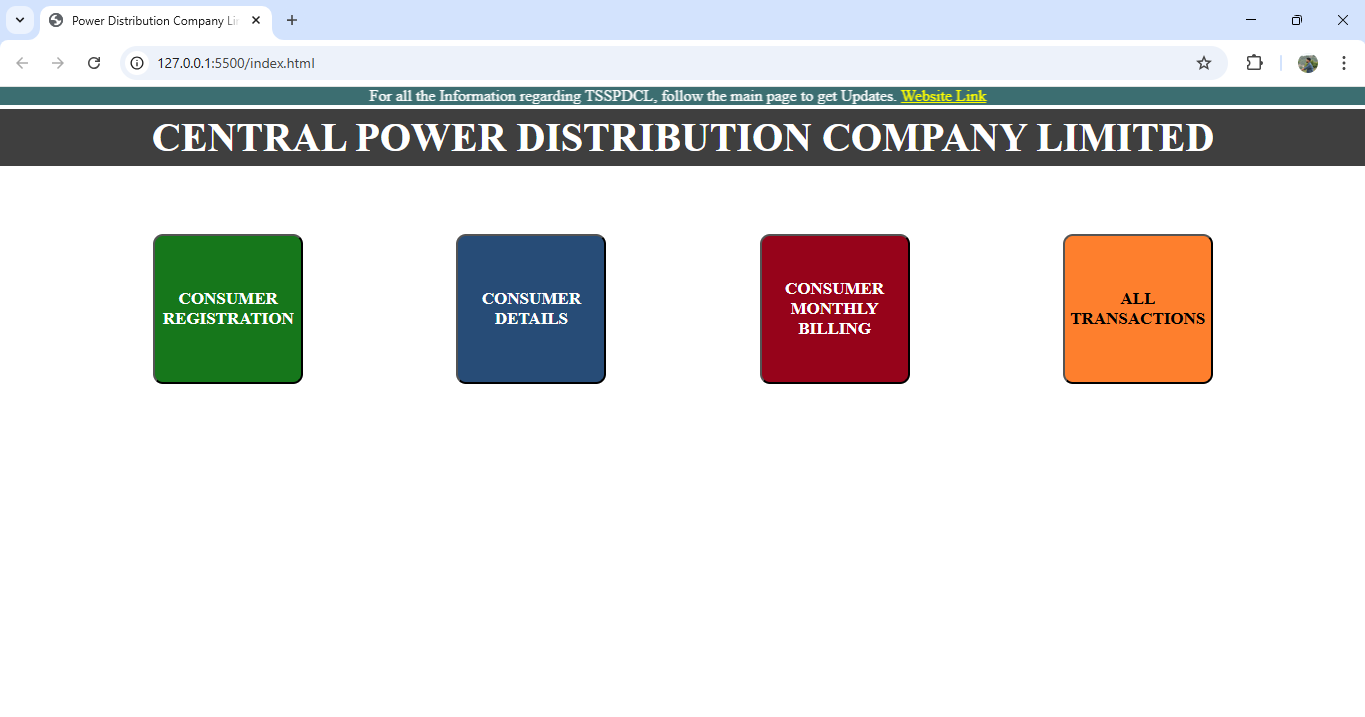 Power Distribution Company Li
127.0.0.1:5500/index.html
For all the Information regarding TSSPDCL, follow the main page to get Updates. Website Link
CENTRAL POWER DISTRIBUTION COMPANY LIMITED
CONSUMER
REGISTRATION
CONSUMER
DETAILS
CONSUMER
MONTHLY
BILLING
ALL
TRANSACTIONS